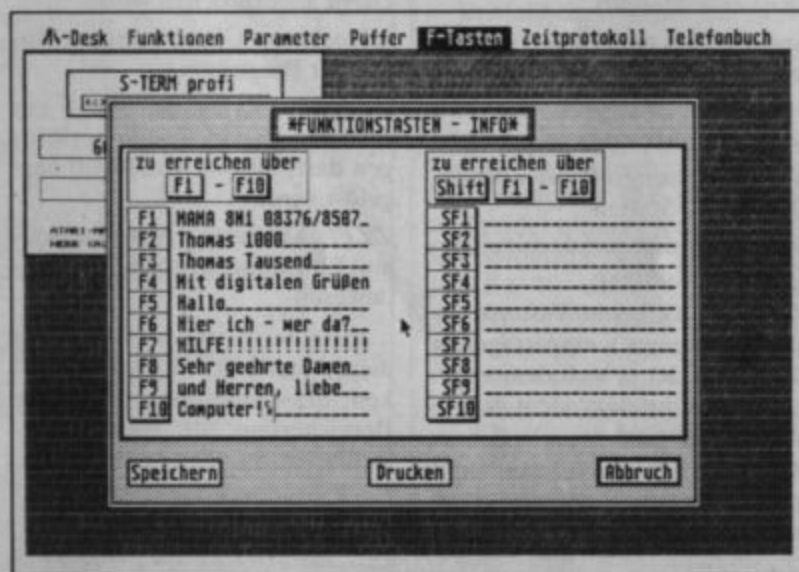 -Desk Funktionen Parameter Puffer F-Tasten Zeitprotokoll Telefonbuch
S-TERM profi
*FUNKTIONSTASTEN - INFO*
zu erreichen über
F1 - F10
F1 MAMA 8N1 08376/8587_
F2 Thomas 1000
F3 Thomas Tausend
F4 Mit digitalen Grüßen
F5 Hallo
F6 Hier ich - wer da?
F7 HILFE!!!!!!!!!!!!!!!
F8 Sehr geehrte Damen
F9 und Herren, liebe
F10 Computer!
zu erreichen über
Shift F1 - F10
SF1
SF2
SF3
SF4
SF5
SF6
SF7
SF8
SF9
SF10
Speichern Drucken Abbruch